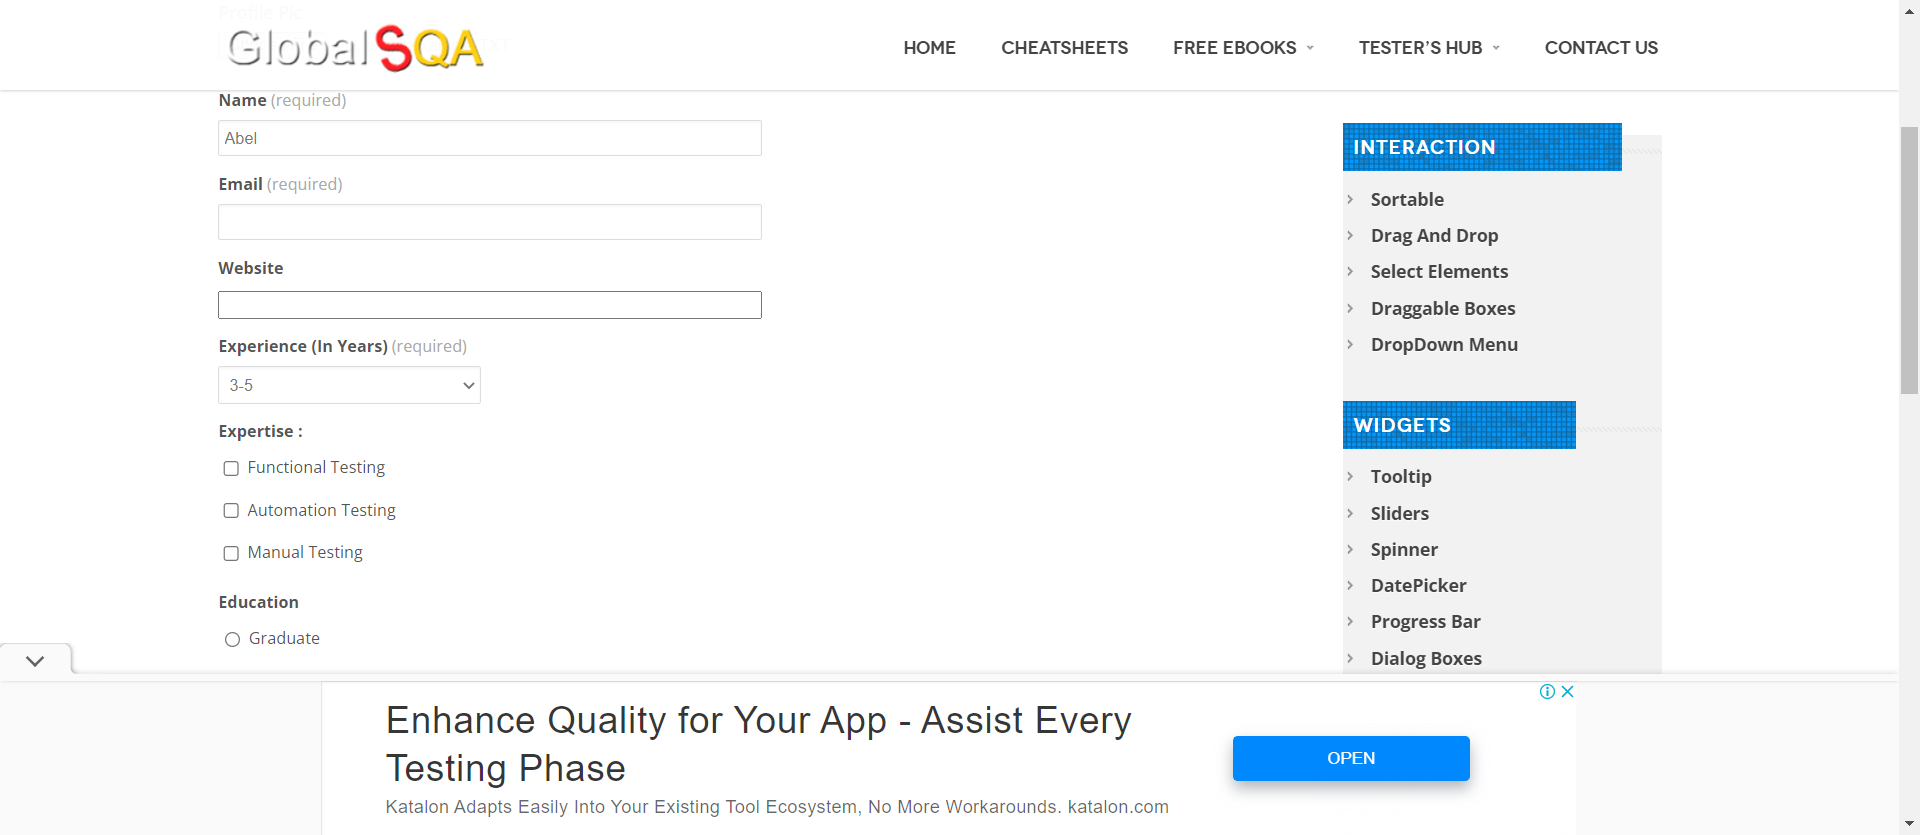 Profile Pic
GlobalSQA
HOME
CHEATSHEETS
FREE EBOOKS
TESTER'S HUB
CONTACT US
Name (required)
Abel
Email (required)
Website
Experience (In Years) (required)
3-5
Expertise :
Functional Testing
Automation Testing
Manual Testing
Education
Graduate
INTERACTION
Sortable
Drag And Drop
Select Elements
Draggable Boxes
DropDown Menu
WIDGETS
Tooltip
Sliders
Spinner
DatePicker
Progress Bar
Dialog Boxes
Enhance Quality for Your App - Assist Every
Testing Phase
Katalon Adapts Easily Into Your Existing Tool Ecosystem, No More Workarounds. katalon.com
OPEN